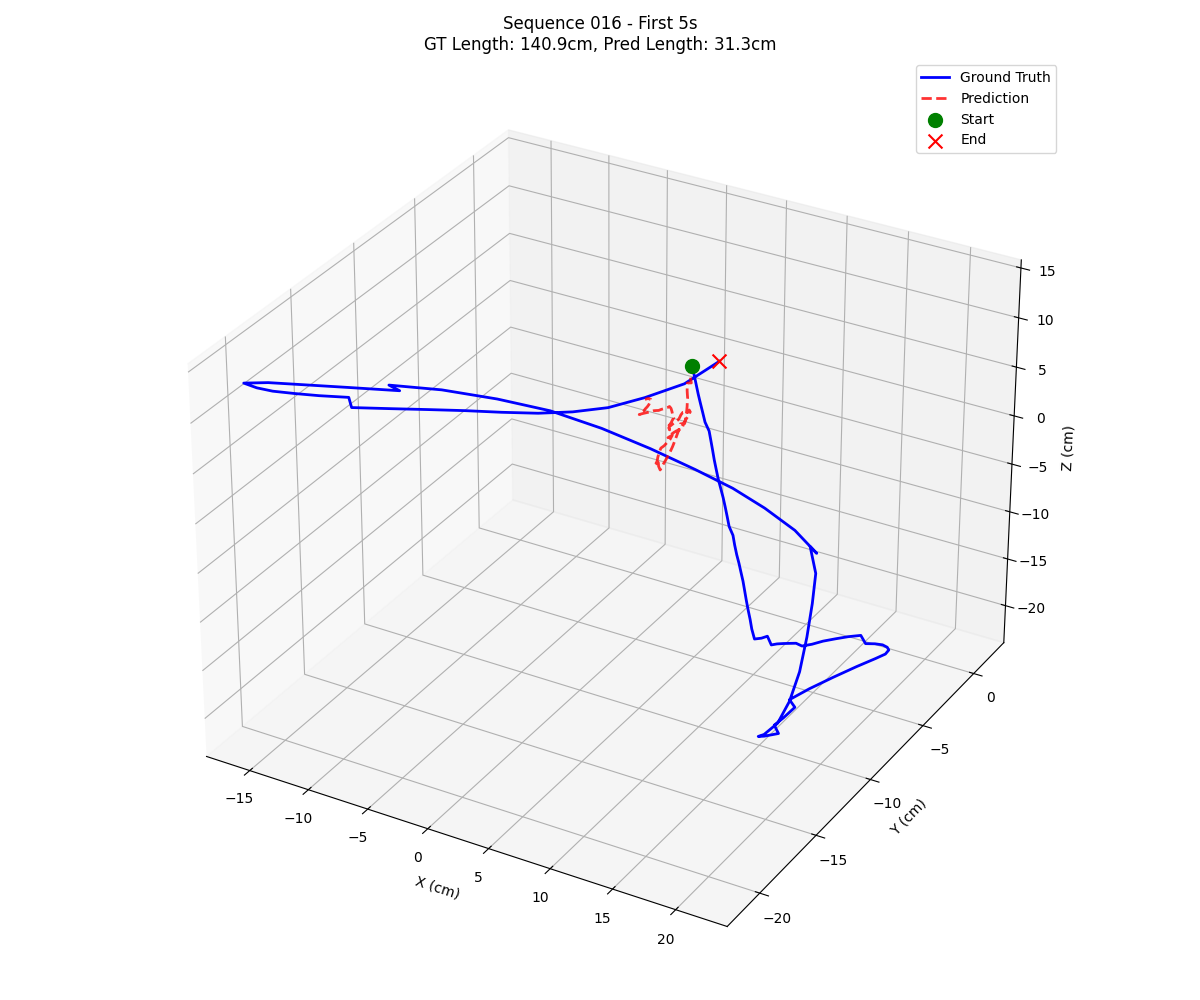 Sequence 016 - First 5s
GT Length: 140.9cm, Pred Length: 31.3cm
Ground Truth
Prediction
Start
End
15
10
5
0
−5
−10
−15
−20
Z (cm)
0
−5
−10
−15
−20
Y (cm)
−15
−10
−5
0
5
10
15
20
X (cm)